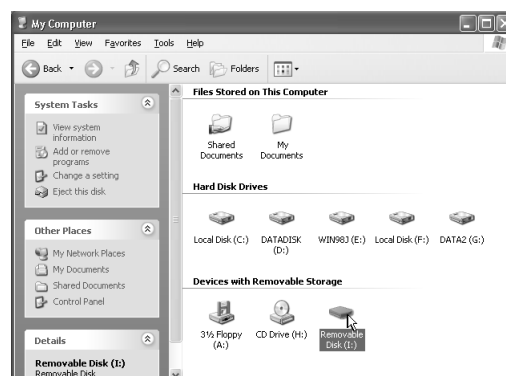 My Computer
File Edit View Favorites Tools Help
Back Search Folders
System Tasks
View system
information
Add or remove
programs
Change a setting
Eject this disk
Other Places
My Network Places
My Documents
Shared Documents
Control Panel
Details
Removable Disk (I:)
Removable Disk
Files Stored on This Computer
Shared
Documents
My
Documents
Hard Disk Drives
Local Disk (C:)
DATADISK
(D:)
WIN98J (E:)
Local Disk (F:)
DATA2 (G:)
Devices with Removable Storage
3½ Floppy
(A:)
CD Drive (H:)
Removable
Disk (I:)